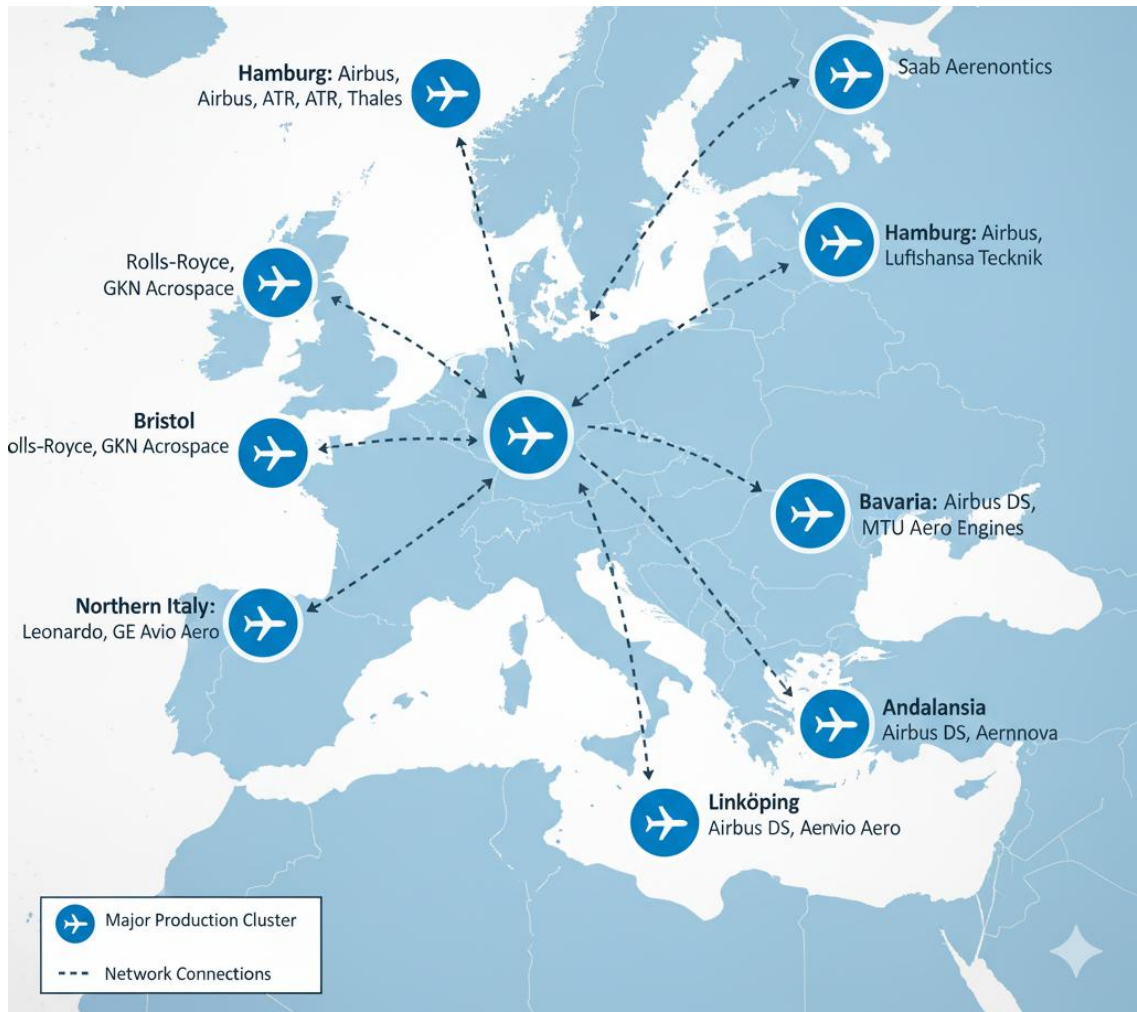 Hamburg: Airbus,
Airbus, ATR, ATR, Thales
Saab Aerenontics
Rolls-Royce,
GKN Acrospace
Hamburg: Airbus,
Luftshansa Tecknik
Bristol
olls-Royce, GKN Acrospace
Bavaria: Airbus DS,
MTU Aero Engines
Northern Italy:
Leonardo, GE Avio Aero
Andalansia
Airbus DS, Aernnova
Linköping
Airbus DS, Aenvio Aero
Major Production Cluster
Network Connections